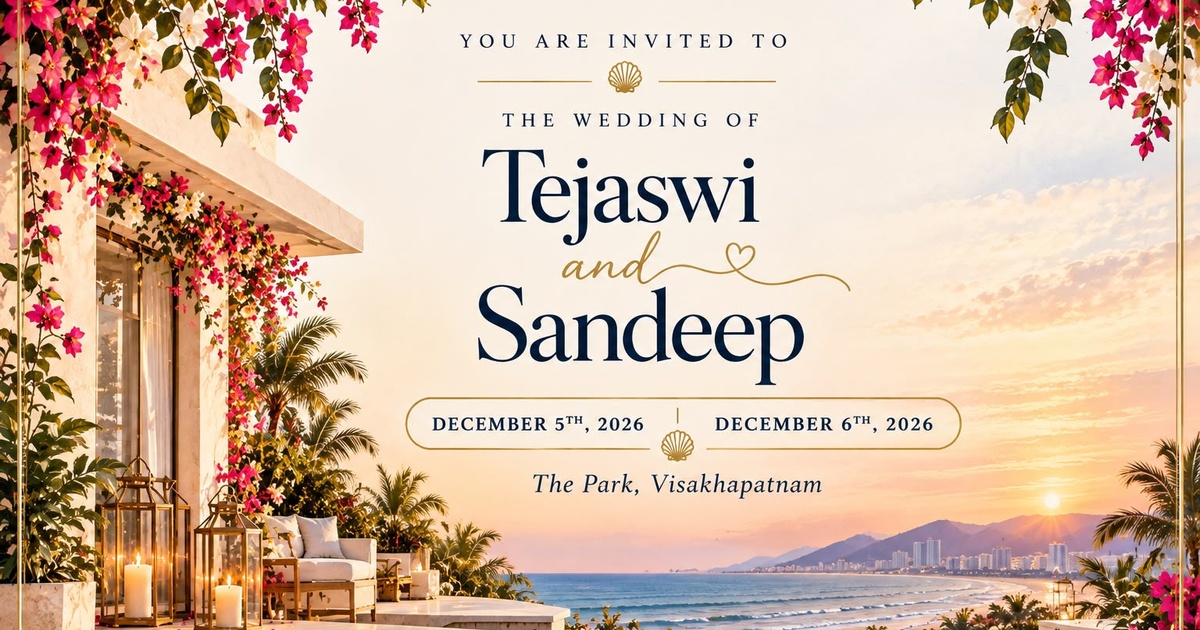 YOU ARE INVITED TO
THE WEDDING OF
Tejaswi
and
Sandeep
DECEMBER 5TH, 2026 | DECEMBER 6TH, 2026
The Park, Visakhapatnam